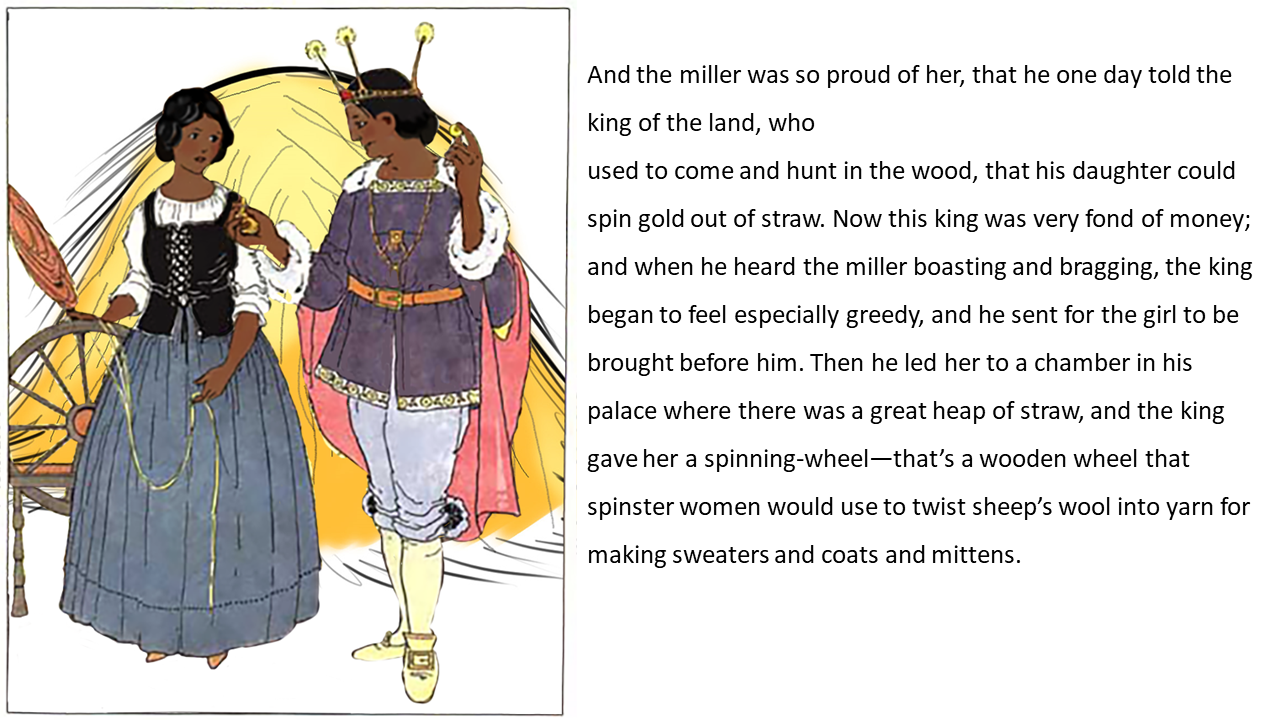 And the miller was so proud of her, that he one day told the
king of the land, who
used to come and hunt in the wood, that his daughter could
spin gold out of straw. Now this king was very fond of money;
and when he heard the miller boasting and bragging, the king
began to feel especially greedy, and he sent for the girl to be
brought before him. Then he led her to a chamber in his
palace where there was a great heap of straw, and the king
gave her a spinning-wheel—that’s a wooden wheel that
spinster women would use to twist sheep’s wool into yarn for
making sweaters and coats and mittens.